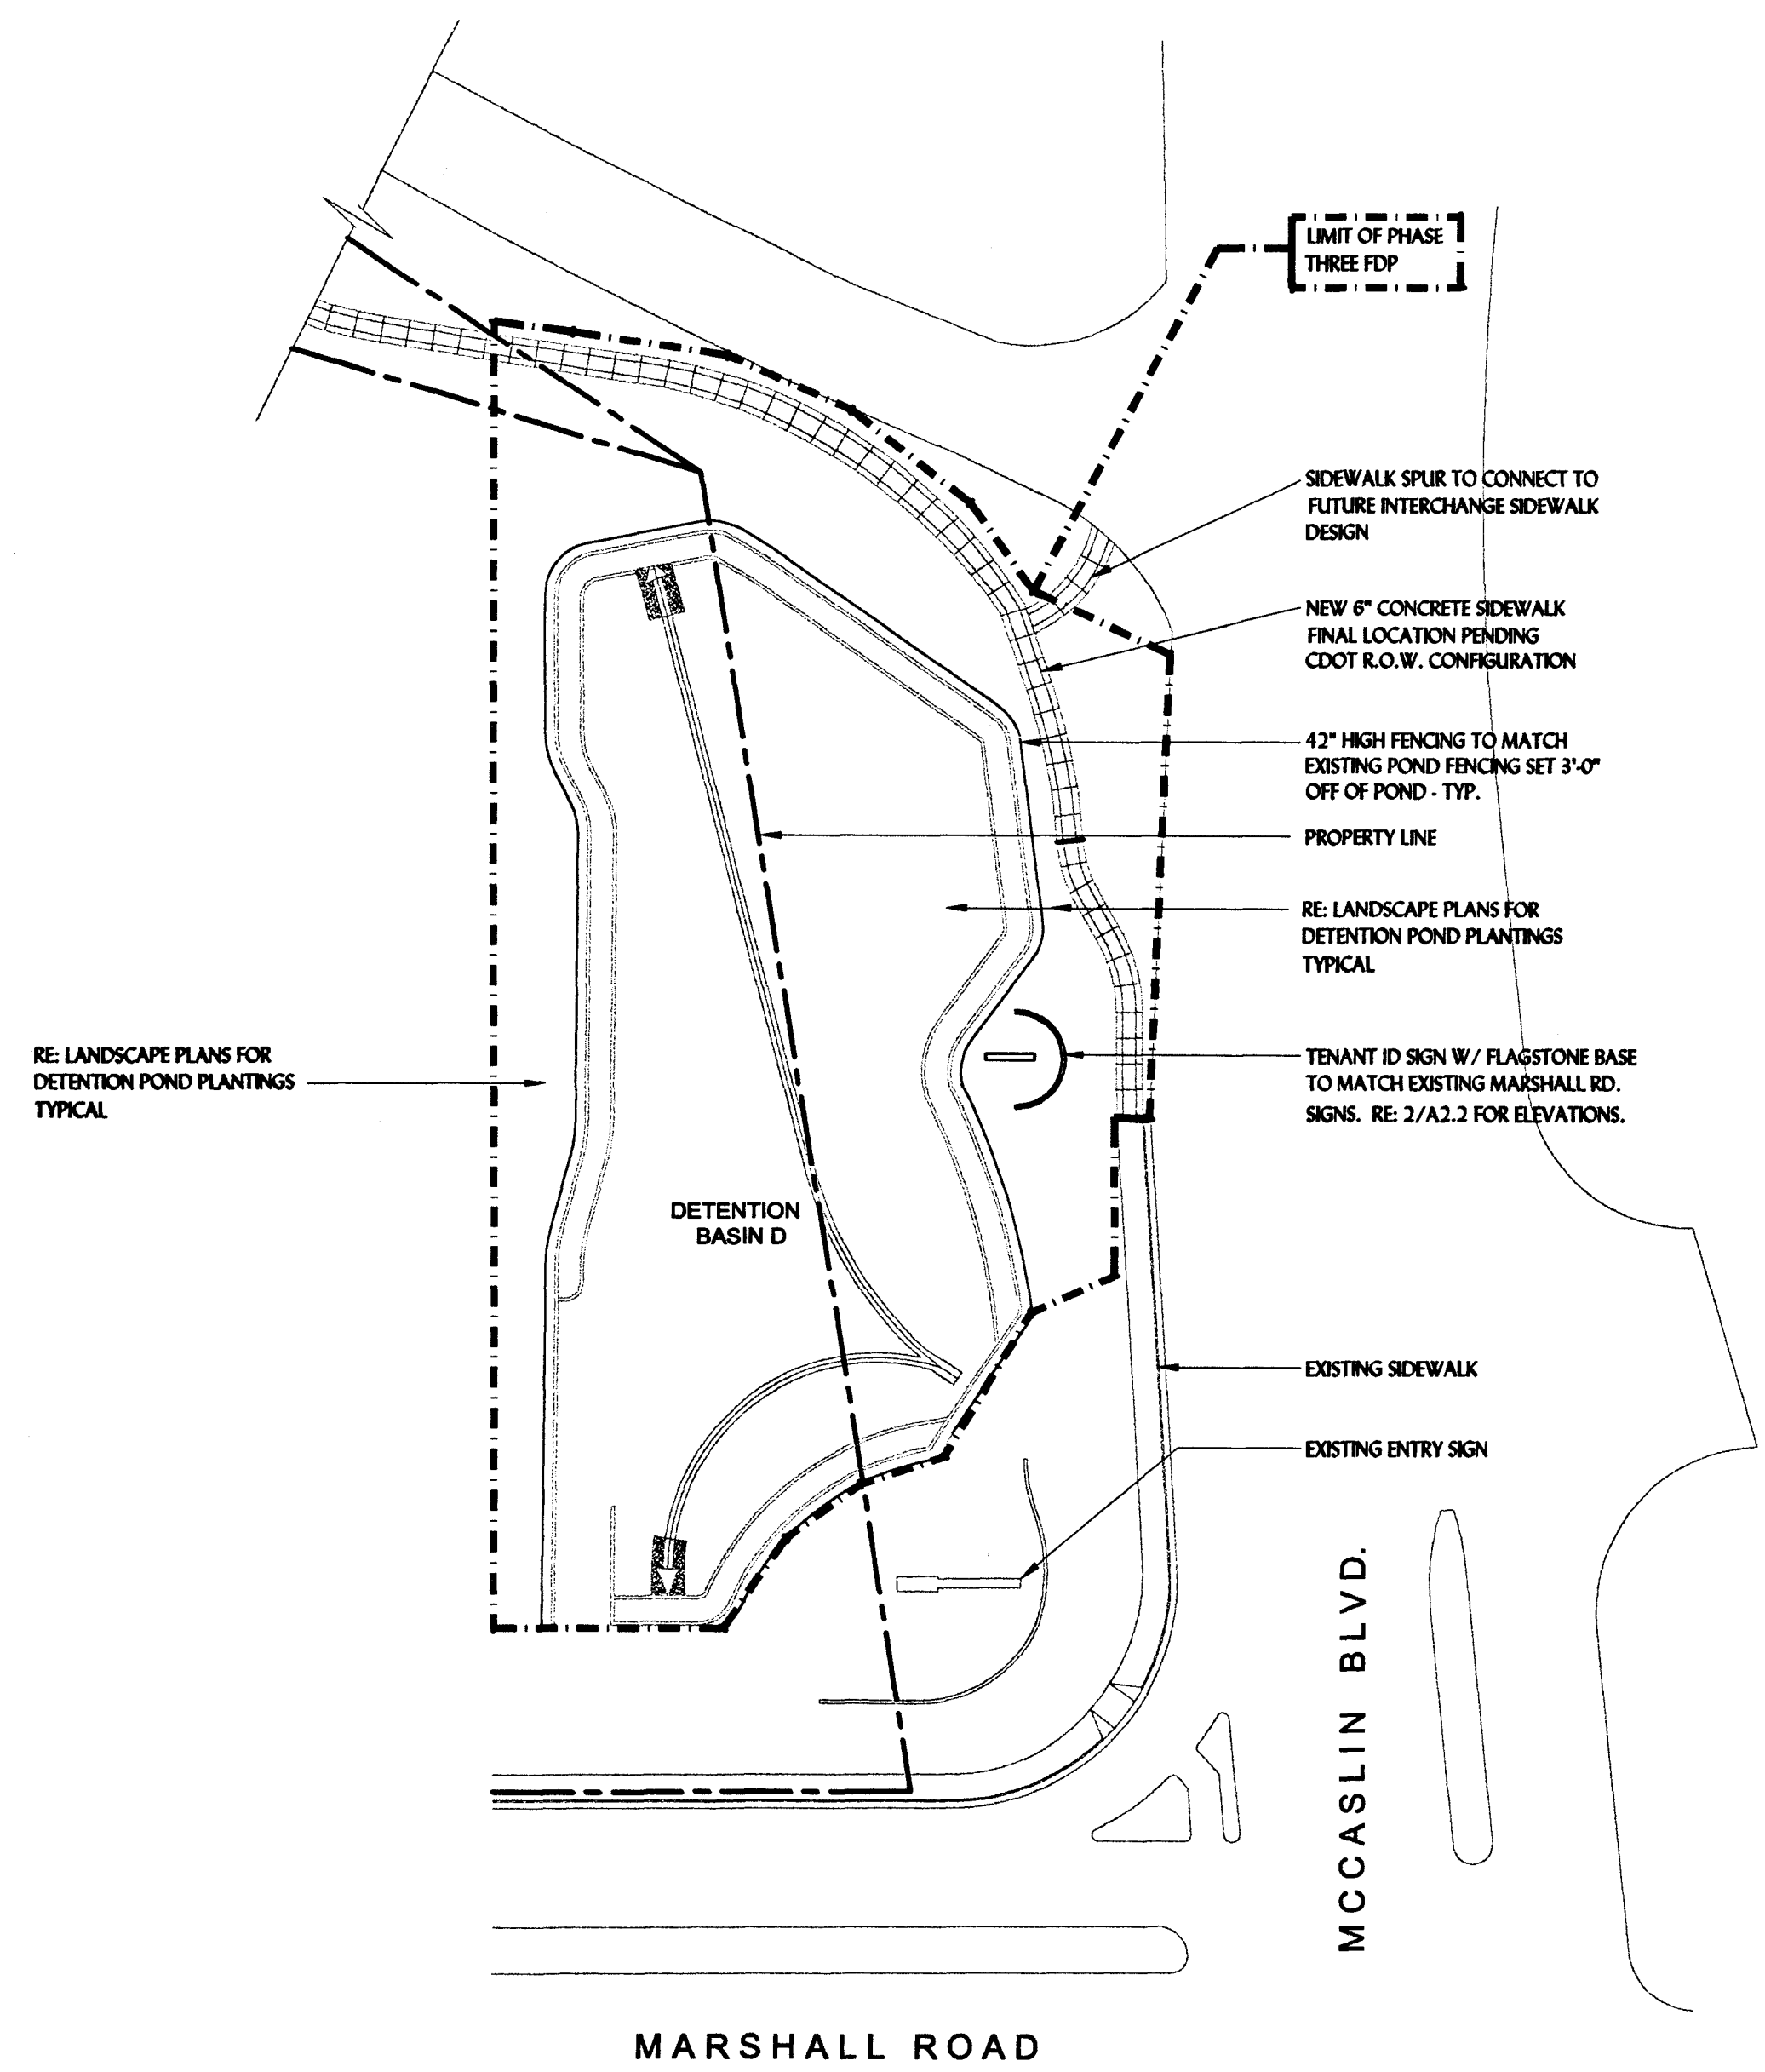 LIMIT OF PHASE
THREE FDP
SIDEWALK SPUR TO CONNECT TO
FUTURE INTERCHANGE SIDEWALK
DESIGN
NEW 6" CONCRETE SIDEWALK
FINAL LOCATION PENDING
CDOT R.O.W. CONFIGURATION
42" HIGH FENCING TO MATCH
EXISTING POND FENCING SET 3'-0"
OFF OF POND - TYP.
PROPERTY LINE
RE: LANDSCAPE PLANS FOR
DETENTION POND PLANTINGS
TYPICAL
RE: LANDSCAPE PLANS FOR
DETENTION POND PLANTINGS
TYPICAL
TENANT ID SIGN W/ FLAGSTONE BASE
TO MATCH EXISTING MARSHALL RD.
SIGNS. RE: 2/A2.2 FOR ELEVATIONS.
DETENTION
BASIN D
EXISTING SIDEWALK
EXISTING ENTRY SIGN
MCCASLIN BLVD.
MARSHALL ROAD